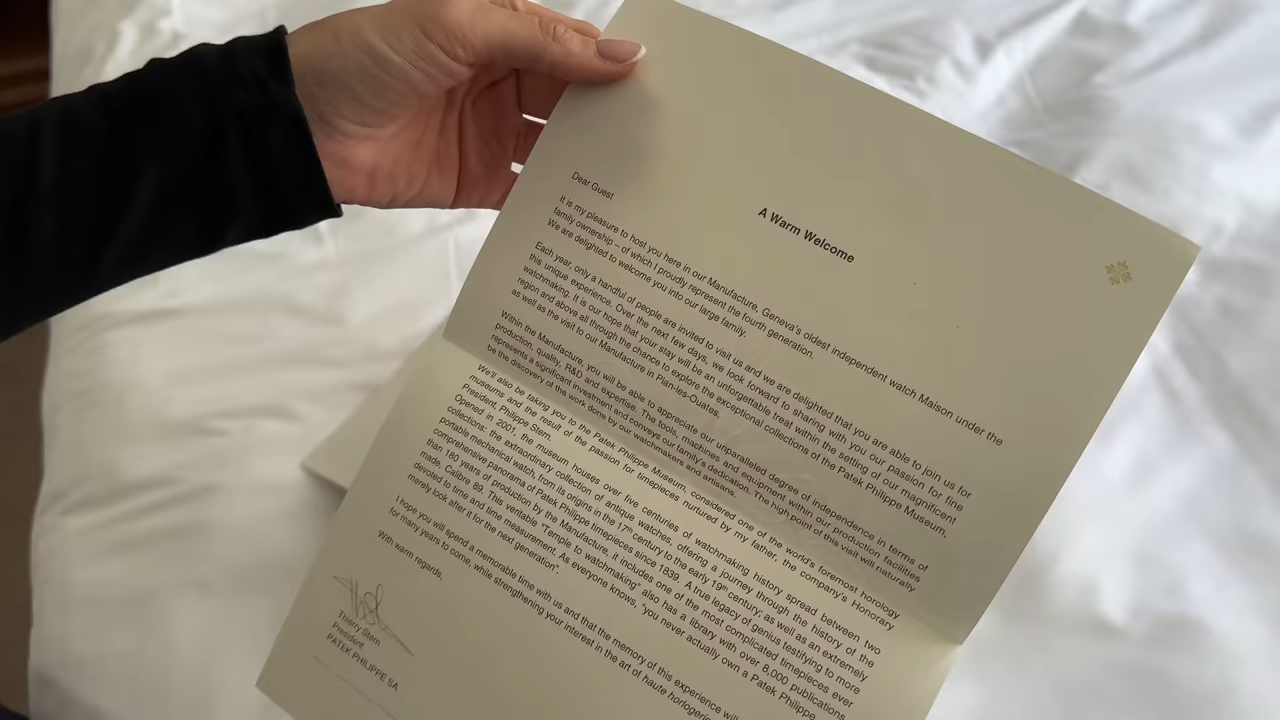 A Warm Welcome
Dear Guest
It is my pleasure to host you here in our Manufacture, Geneva's oldest independent watch Maison under the
family ownership – of which I proudly represent the fourth generation.
We are delighted to welcome you into our large family.
Each year, only a handful of people are invited to visit us and we are delighted that you are able to join us for
this unique experience. Over the next few days, we look forward to sharing with you our passion for fine
watchmaking. It is our hope that your stay will be an unforgettable treat within the setting of our magnificent
region and above all through the chance to explore the exceptional collections of the Patek Philippe Museum,
as well as the visit to our Manufacture in Plan-les-Ouates.
Within the Manufacture, you will be able to appreciate our unparalleled degree of independence in terms of
production, quality, R&D and expertise. The tools, machines and equipment within our production facilities
represents a significant investment and conveys our family's dedication. The high point of this visit will naturally
be the discovery of the work done by our watchmakers and artisans.
We'll also be taking you to the Patek Philippe Museum, considered one of the world's foremost horology
museums and the result of the passion for timepieces nurtured by my father, the company's Honorary
President, Philippe Stern.
Opened in 2001, the museum houses over five centuries of watchmaking history spread between two
collections: the extraordinary collection of antique watches, offering a journey through the history of the
portable mechanical watch, from its origins in the 17th century to the early 19th century; as well as an extremely
comprehensive panorama of Patek Philippe timepieces since 1839. A true legacy of genius testifying to more
than 180 years of production by the Manufacture, it includes one of the most complicated timepieces ever
made, Calibre 89. This veritable "Temple to watchmaking" also has a library with over 8,000 publications
devoted to time and time measurement. As everyone knows, 'you never actually own a Patek Philippe
merely look after it for the next generation".
I hope you will spend a memorable time with us and that the memory of this experience will
for many years to come, while strengthening your interest in the art of haute horlogerie
With warm regards,
Thierry Stern
President
PATEK PHILIPPE SA